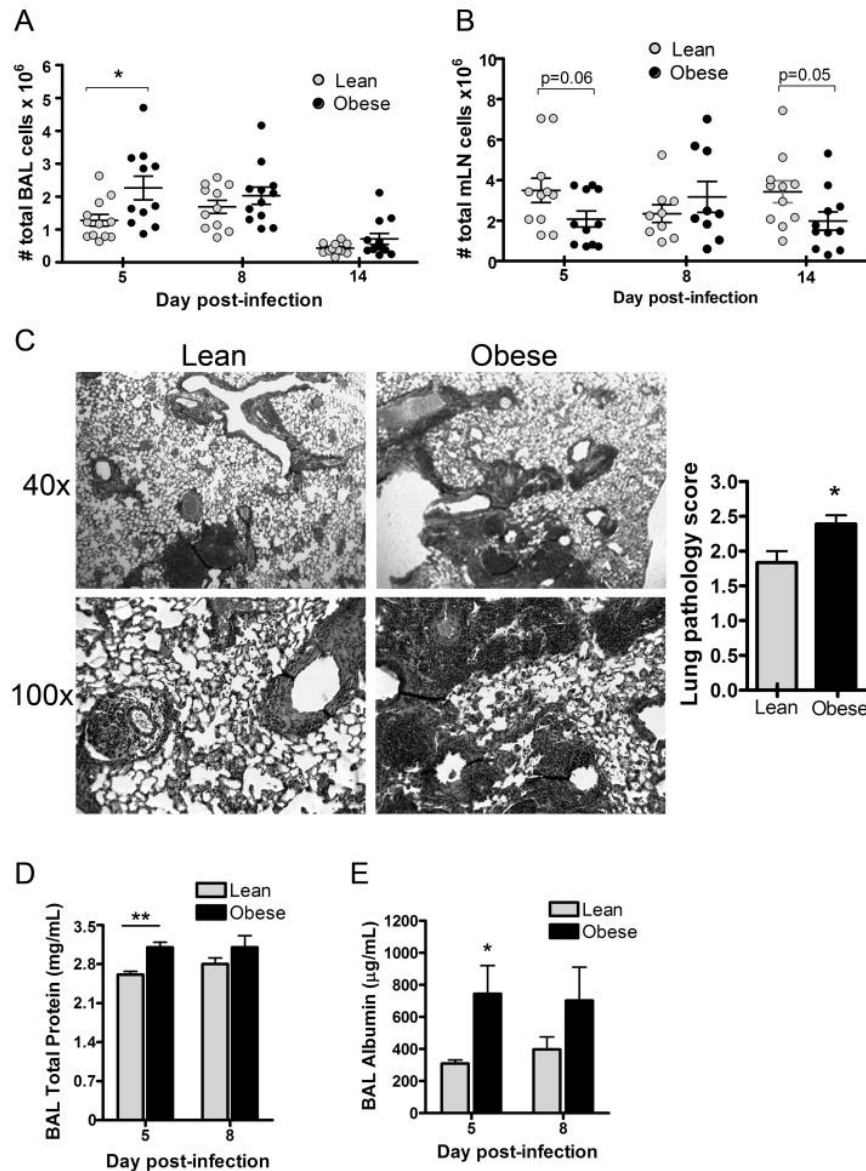 A
# total BAL cells x 10⁶
6
5
4
3
2
1
0
*
Lean
Obese
5 8 14
Day post-infection
B
# total mLN cells x10⁶
10
8
6
4
2
0
p=0.06
Lean
Obese
p=0.05
5 8 14
Day post-infection
C
Lean Obese
40x
100x
Lung pathology score
3.0
2.5
2.0
1.5
1.0
0.5
0.0
*
Lean Obese
D
BAL Total Protein (mg/mL)
3.5
2.8
2.1
1.4
0.7
0
**
Lean
Obese
5 8
Day post-infection
E
BAL Albumin (µg/mL)
1200
1000
800
600
400
200
0
*
Lean
Obese
5 8
Day post-infection